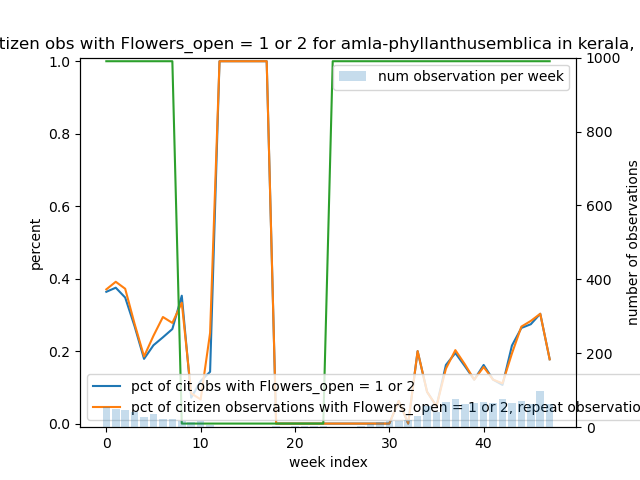 tizen obs with Flowers_open = 1 or 2 for amla-phyllanthusemblica in kerala,
1.0
0.8
0.6
0.4
0.2
0.0
percent
1000
800
600
400
200
0
number of observations
num observation per week
pct of cit obs with Flowers_open = 1 or 2
pct of citizen observations with Flowers_open = 1 or 2, repeat observatio
0
10
20
30
40
week index